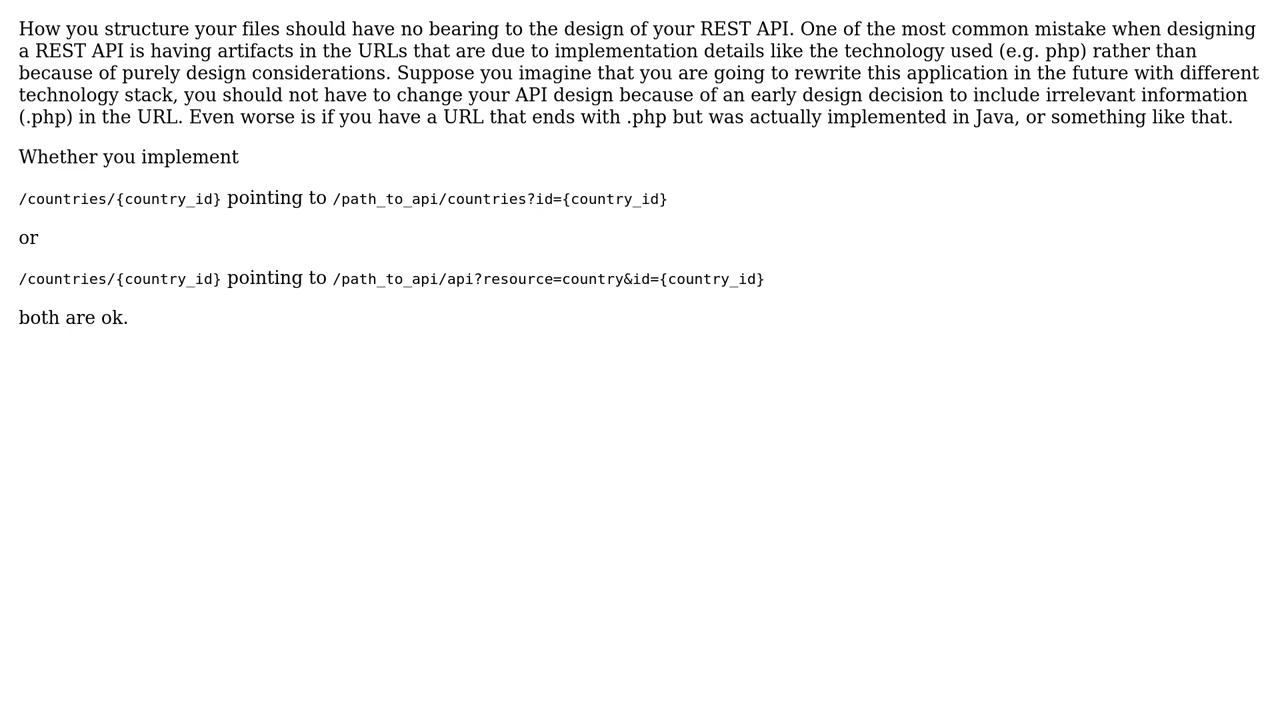 How you structure your files should have no bearing to the design of your REST API. One of the most common mistake when designing
a REST API is having artifacts in the URLs that are due to implementation details like the technology used (e.g. php) rather than
because of purely design considerations. Suppose you imagine that you are going to rewrite this application in the future with different
technology stack, you should not have to change your API design because of an early design decision to include irrelevant information
(.php) in the URL. Even worse is if you have a URL that ends with .php but was actually implemented in Java, or something like that.
Whether you implement
/countries/{country_id} pointing to /path_to_api/countries?id={country_id}
or
/countries/{country_id} pointing to /path_to_api/api?resource=country&id={country_id}
both are ok.